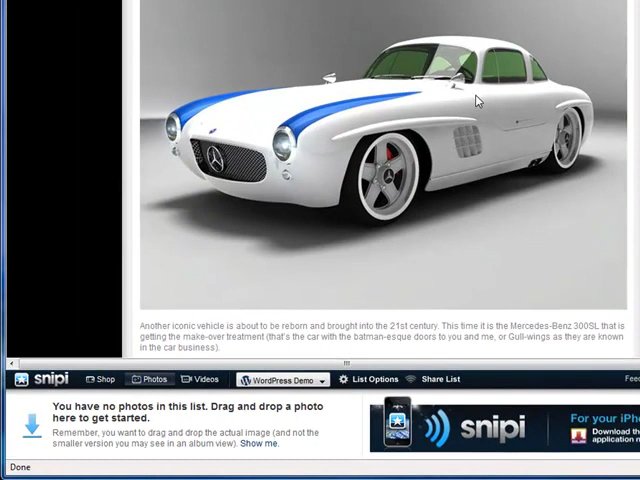 Another iconic vehicle is about to be reborn and brought into the 21st century. This time it is the Mercedes-Benz 300SL that is
getting the make-over treatment (that's the car with the batman-esque doors to you and me, or Gull-wings as they are known
in the car business).
snipi Shop Photos Videos WordPress Demo List Options Share List
You have no photos in this list. Drag and drop a photo
here to get started.
Remember, you want to drag and drop the actual image (and not the
smaller version you may see in an album view). Show me.
snipi
For your iPh
Download th
application n
Done